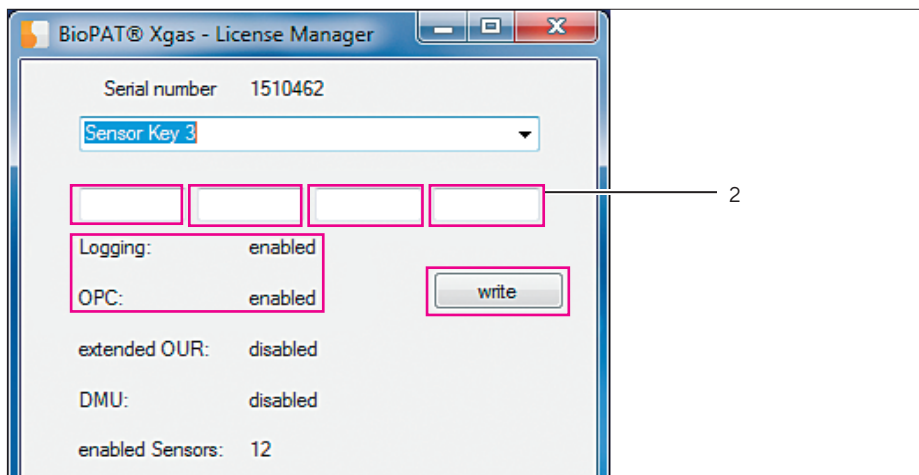 BioPAT® Xgas - License Manager
Serial number 1510462
Sensor Key 3
2
Logging: enabled
OPC: enabled
write
extended OUR: disabled
DMU: disabled
enabled Sensors: 12